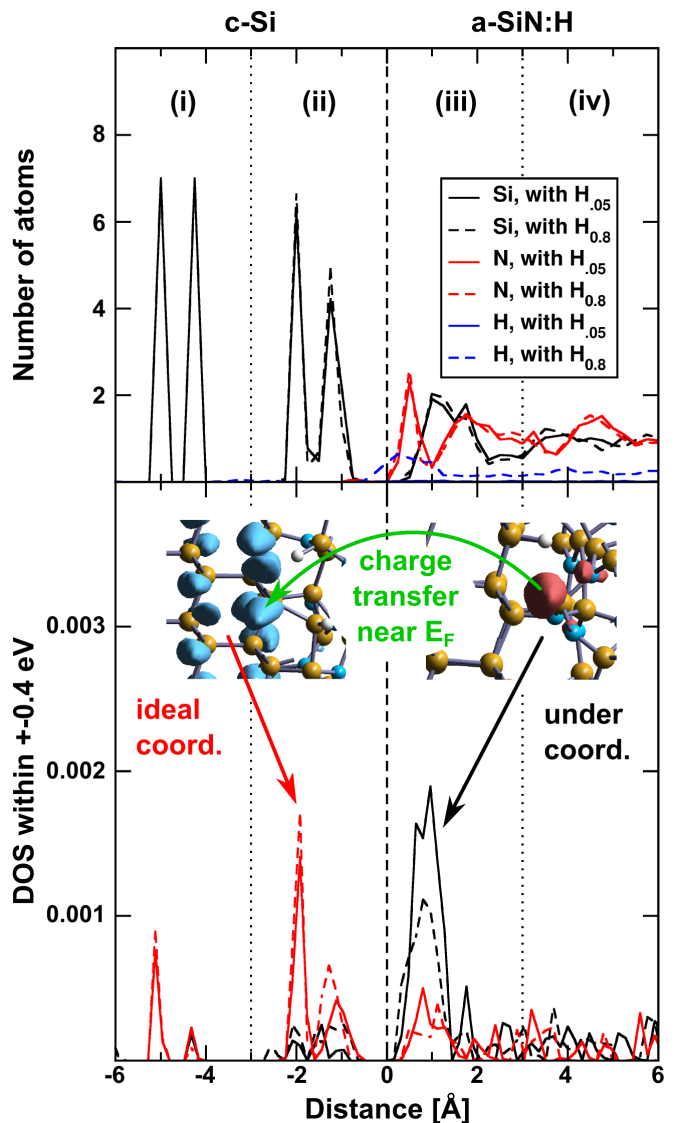 c-Si a-SiN:H
(i) (ii) (iii) (iv)
Number of atoms
8
6
4
2
Si, with H.05
Si, with H0.8
N, with H.05
N, with H0.8
H, with H.05
H, with H0.8
charge
transfer
near EF
ideal
coord.
under
coord.
DOS within +-0.4 eV
0.003
0.002
0.001
-6 -4 -2 0 2 4 6
Distance [Å]